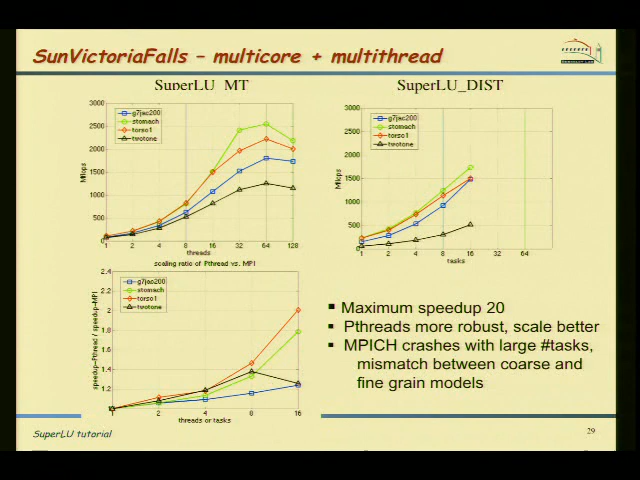 SunVictoriaFalls – multicore + multithread
SuperLU_MT
SuperLU_DIST
3000
2500
2000
1500
1000
500
Mflops
g7jac200
stomach
torso1
twotone
1 2 4 8 16 32 64 128
threads
3000
2500
2000
1500
1000
500
Mflops
g7jac200
stomach
torso1
twotone
1 2 4 8 16 32 64
tasks
scaling ratio of Pthread vs. MPI
2.4
2.2
2
1.8
1.6
1.4
1.2
1
speedup-Pthread / speedup-MPI
g7jac200
stomach
torso1
twotone
1 2 4 8 16
threads or tasks
Maximum speedup 20
Pthreads more robust, scale better
MPICH crashes with large #tasks,
mismatch between coarse and
fine grain models
SuperLU tutorial
29